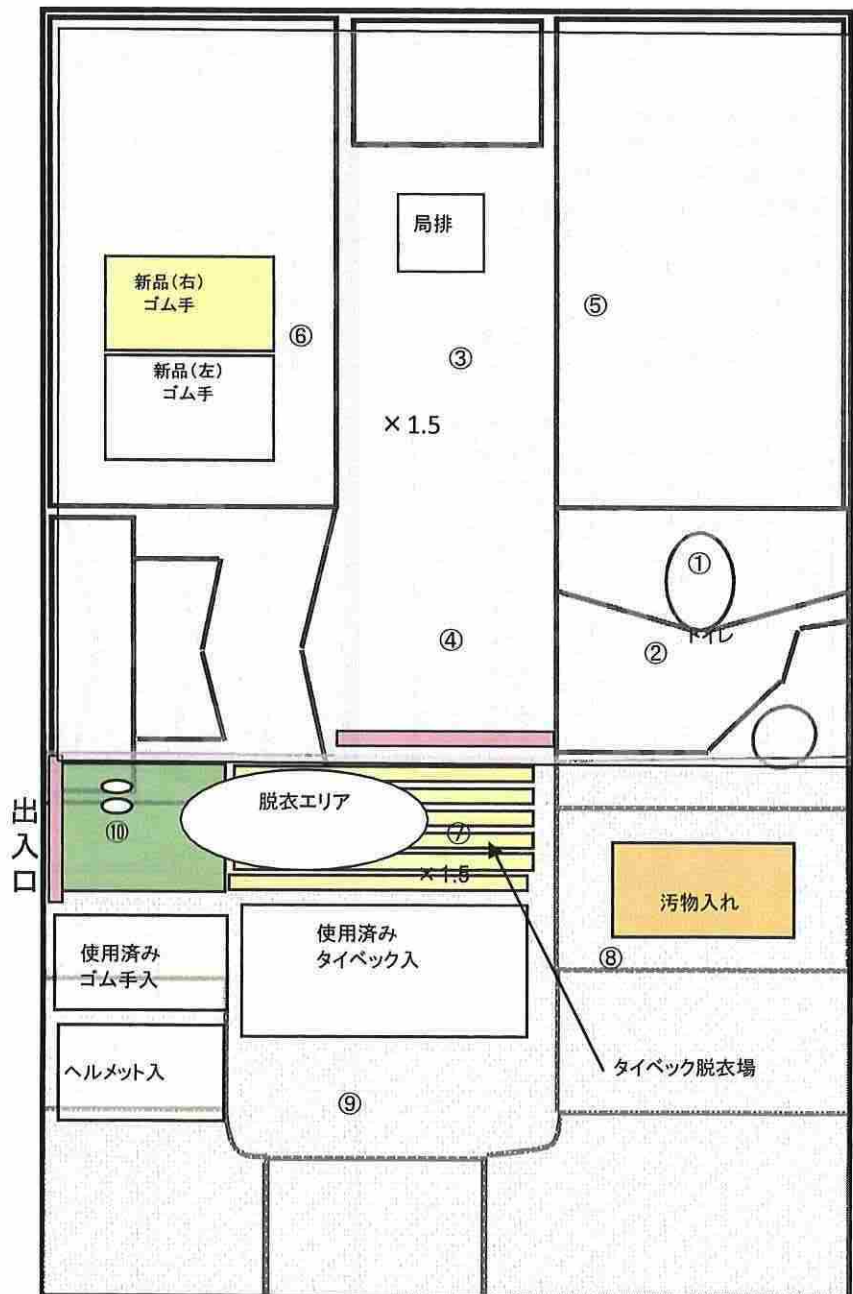 局排
新品(右)
ゴム手
⑥
⑤
新品(左)
ゴム手
③
×1.5
①
④
②
トイレ
出入口
⑩
脱衣エリア
⑦
×1.5
汚物入れ
使用済み
ゴム手入
使用済み
タイベック入
⑧
ヘルメット入
タイベック脱衣場
⑨